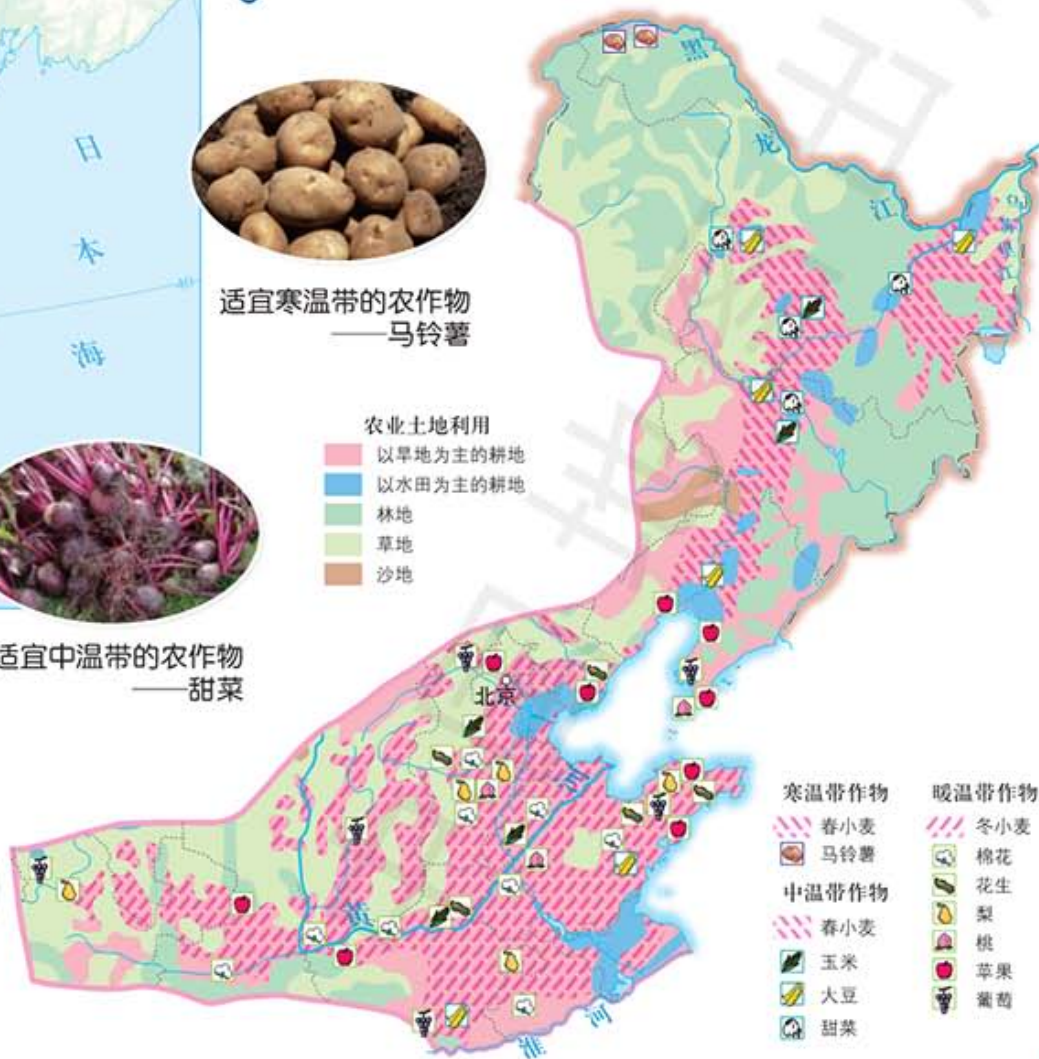 日
本
海
40
适宜寒温带的农作物
——马铃薯
适宜中温带的农作物
——甜菜
农业土地利用
以旱地为主的耕地
以水田为主的耕地
林地
草地
沙地
黑
龙
江
北京
河
黄
淮
河
寒温带作物
春小麦
马铃薯
中温带作物
春小麦
玉米
大豆
甜菜
暖温带作物
冬小麦
棉花
花生
梨
桃
苹果
葡萄